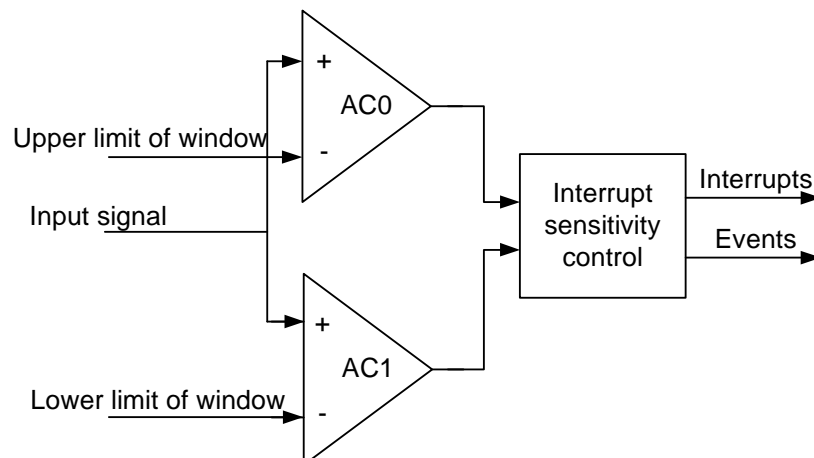 +
AC0
Upper limit of window
-
Input signal
Interrupt
sensitivity
control
Interrupts
Events
+
AC1
Lower limit of window
-